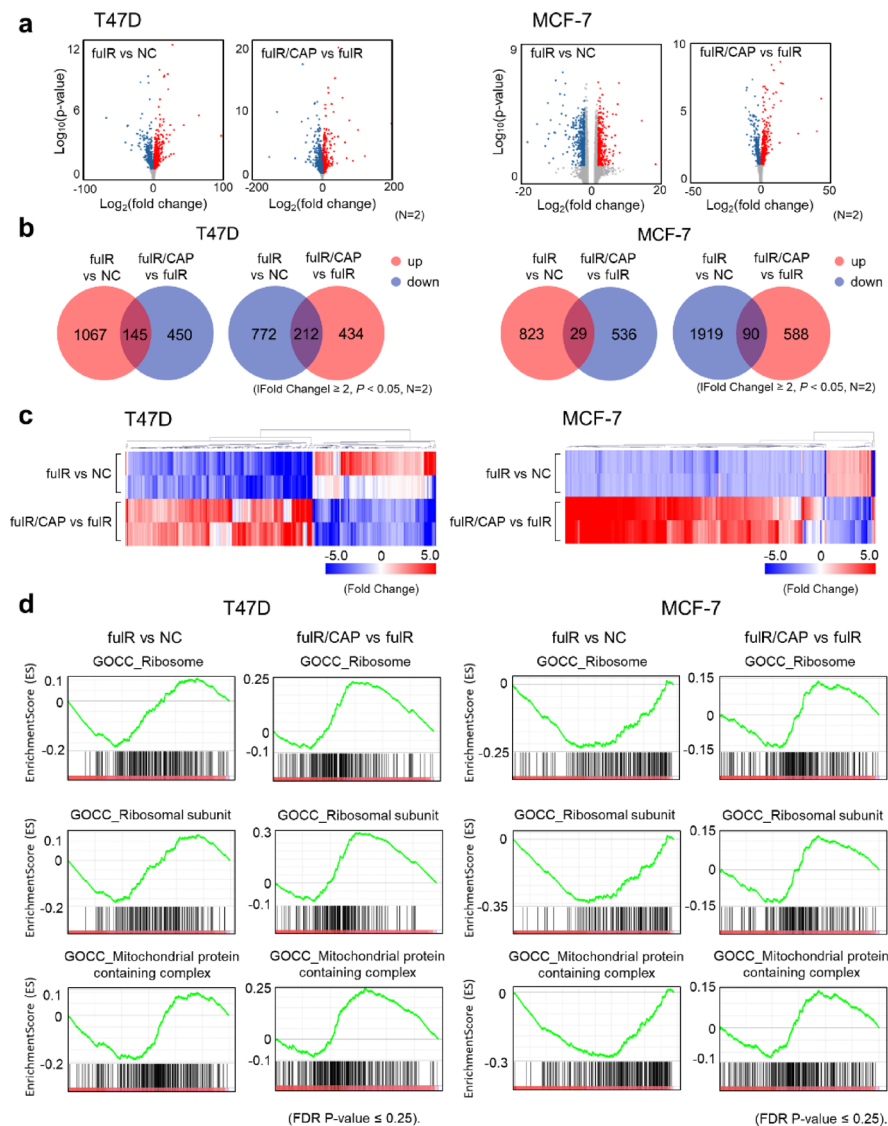 a
T47D
MCF-7
fulR vs NC
fulR/CAP vs fulR
fulR vs NC
fulR/CAP vs fulR
Log10(p-value)
12
6
0
-100
0
100
20
10
0
-200
0
200
9
5
0
-20
0
20
10
5
0
-50
0
50
Log2(fold change)
Log2(fold change)
Log2(fold change)
Log2(fold change)
(N=2)
(N=2)
b
T47D
MCF-7
fulR vs NC
fulR/CAP vs fulR
fulR vs NC
fulR/CAP vs fulR
up
down
fulR vs NC
fulR/CAP vs fulR
fulR vs NC
fulR/CAP vs fulR
up
down
1067
145
450
772
212
434
823
29
536
1919
90
588
(IFold Changel ≥ 2, P < 0.05, N=2)
(IFold Changel ≥ 2, P < 0.05, N=2)
c
T47D
MCF-7
fulR vs NC
fulR/CAP vs fulR
-5.0
0
5.0
(Fold Change)
fulR vs NC
fulR/CAP vs fulR
-5.0
0
5.0
(Fold Change)
d
T47D
MCF-7
fulR vs NC
fulR/CAP vs fulR
fulR vs NC
fulR/CAP vs fulR
GOCC_Ribosome
GOCC_Ribosome
GOCC_Ribosome
GOCC_Ribosome
EnrichmentScore (ES)
0.1
0
-0.2
0.25
0
-0.1
EnrichmentScore (ES)
0
-0.25
0.15
0
-0.15
GOCC_Ribosomal subunit
GOCC_Ribosomal subunit
GOCC_Ribosomal subunit
GOCC_Ribosomal subunit
EnrichmentScore (ES)
0.1
0
-0.2
0.3
0
-0.1
EnrichmentScore (ES)
0
-0.35
0.15
0
-0.15
GOCC_Mitochondrial protein
containing complex
GOCC_Mitochondrial protein
containing complex
GOCC_Mitochondrial protein
containing complex
GOCC_Mitochondrial protein
containing complex
EnrichmentScore (ES)
0.1
0
-0.2
0.25
0
-0.1
EnrichmentScore (ES)
0
-0.3
0.15
0
-0.1
(FDR P-value ≤ 0.25).
(FDR P-value ≤ 0.25).